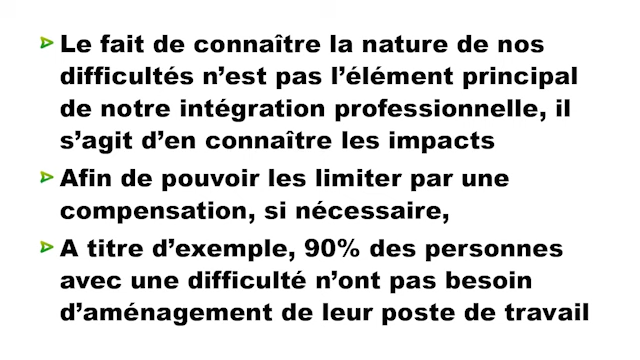 Le fait de connaître la nature de nos
difficultés n’est pas l’élément principal
de notre intégration professionnelle, il
s’agit d’en connaître les impacts
Afin de pouvoir les limiter par une
compensation, si nécessaire,
A titre d’exemple, 90% des personnes
avec une difficulté n’ont pas besoin
d’aménagement de leur poste de travail